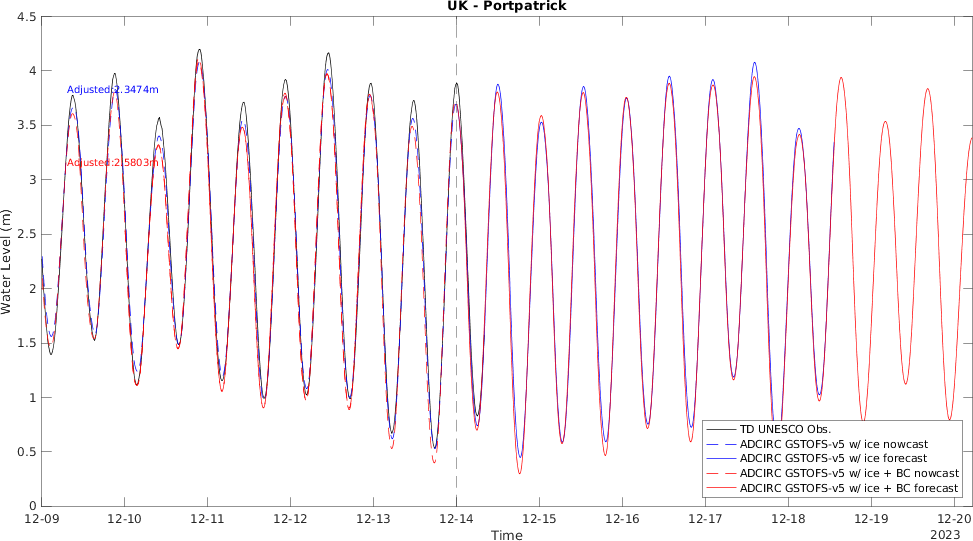 UK - Portpatrick
4.5
4
3.5
3
2.5
2
1.5
1
0.5
0
Water Level (m)
Adjusted:2.3474m
Adjusted:2.5803m
TD UNESCO Obs.
ADCIRC GSTOFS-v5 w/ ice nowcast
ADCIRC GSTOFS-v5 w/ ice forecast
ADCIRC GSTOFS-v5 w/ ice + BC nowcast
ADCIRC GSTOFS-v5 w/ ice + BC forecast
12-09 12-10 12-11 12-12 12-13 12-14 12-15 12-16 12-17 12-18 12-19 12-20
2023
Time